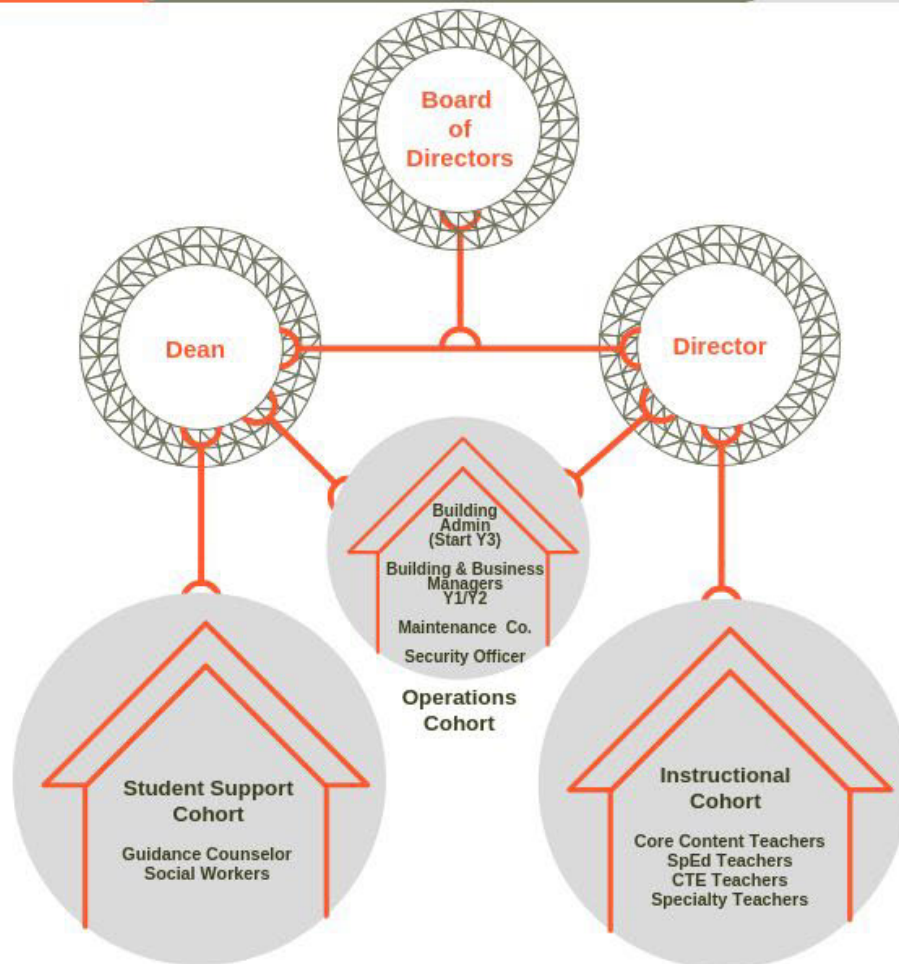 Board
of
Directors
Dean
Director
Building
Admin
(Start Y3)
Building & Business
Managers
Y1/Y2
Maintenance Co.
Security Officer
Operations
Cohort
Student Support
Cohort
Guidance Counselor
Social Workers
Instructional
Cohort
Core Content Teachers
SpEd Teachers
CTE Teachers
Specialty Teachers